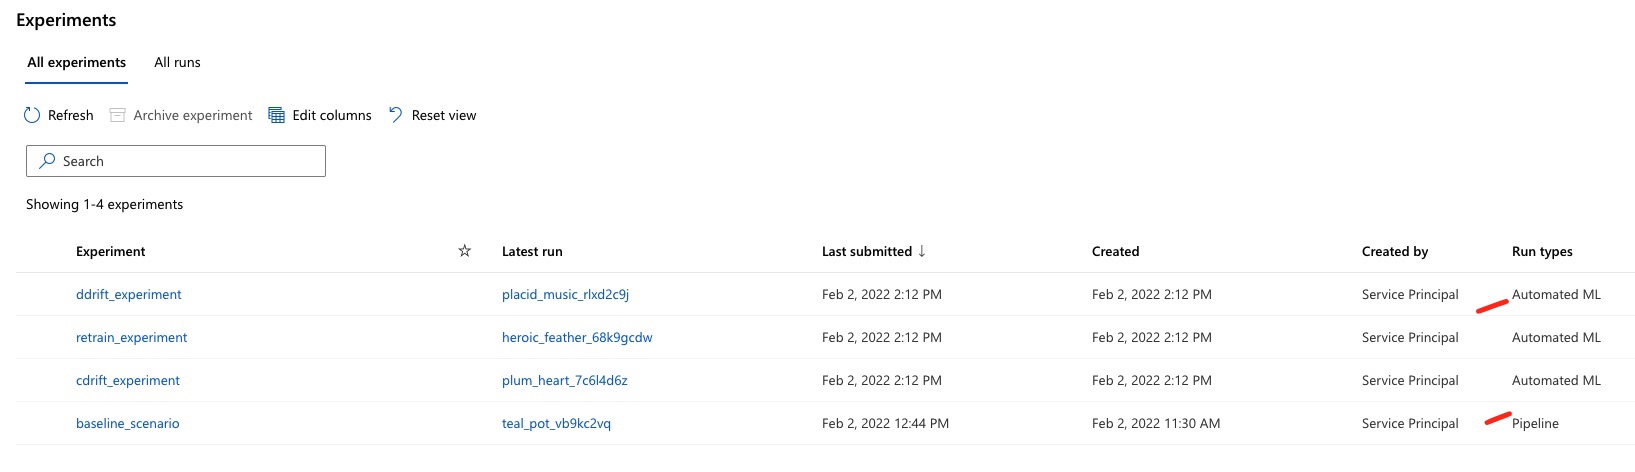 Experiments
All experiments All runs
Refresh Archive experiment Edit columns Reset view
Search
Showing 1-4 experiments
Experiment Latest run Last submitted ↓ Created Created by Run types
ddrift_experiment placid_music_rlxd2c9j Feb 2, 2022 2:12 PM Feb 2, 2022 2:12 PM Service Principal Automated ML
retrain_experiment heroic_feather_68k9gcdw Feb 2, 2022 2:12 PM Feb 2, 2022 2:12 PM Service Principal Automated ML
cdrift_experiment plum_heart_7c6l4d6z Feb 2, 2022 2:12 PM Feb 2, 2022 2:12 PM Service Principal Automated ML
baseline_scenario teal_pot_vb9kc2vq Feb 2, 2022 12:44 PM Feb 2, 2022 11:30 AM Service Principal Pipeline